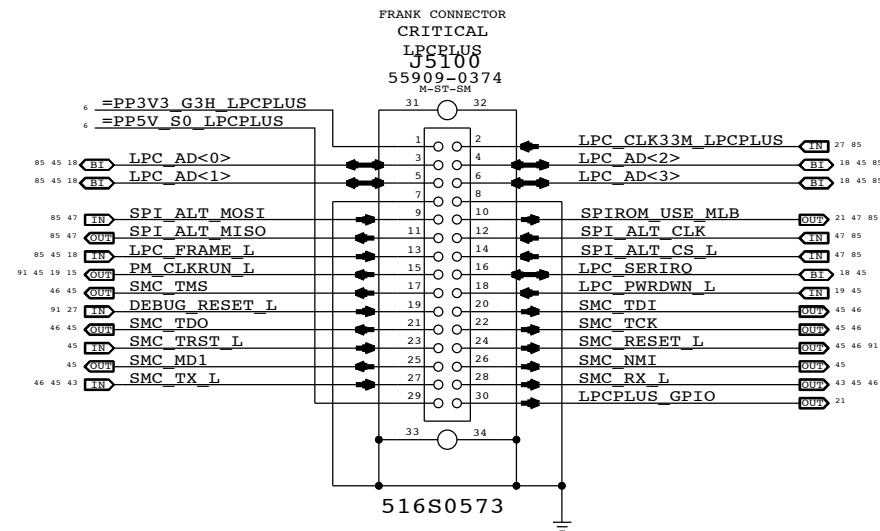 FRANK CONNECTOR
CRITICAL
LPCPLUS
J5100
55909-0374
M-ST-SM
31 32
6 =PP3V3_G3H_LPCPLUS
6 =PP5V_S0_LPCPLUS
1 2 LPC_CLK33M_LPCPLUS IN 27 85
85 45 18 BI LPC_AD<0> 3 4 LPC_AD<2> BI 18 45 85
85 45 18 BI LPC_AD<1> 5 6 LPC_AD<3> BI 18 45 85
7 8
85 47 IN SPI_ALT_MOSI 9 10 SPIROM_USE_MLB OUT 21 47 85
85 47 OUT SPI_ALT_MISO 11 12 SPI_ALT_CLK IN 47 85
85 45 18 IN LPC_FRAME_L 13 14 SPI_ALT_CS_L IN 47 85
91 45 19 15 OUT PM_CLKRUN_L 15 16 LPC_SERIRQ BI 18 45
46 45 OUT SMC_TMS 17 18 LPC_PWRDWN_L IN 19 45
91 27 IN DEBUG_RESET_L 19 20 SMC_TDI OUT 45 46
46 45 OUT SMC_TDO 21 22 SMC_TCK OUT 45 46
45 IN SMC_TRST_L 23 24 SMC_RESET_L OUT 45 46 91
45 OUT SMC_MD1 25 26 SMC_NMI OUT 45
46 45 43 IN SMC_TX_L 27 28 SMC_RX_L OUT 43 45 46
29 30 LPCPLUS_GPIO OUT 21
33 34
516S0573